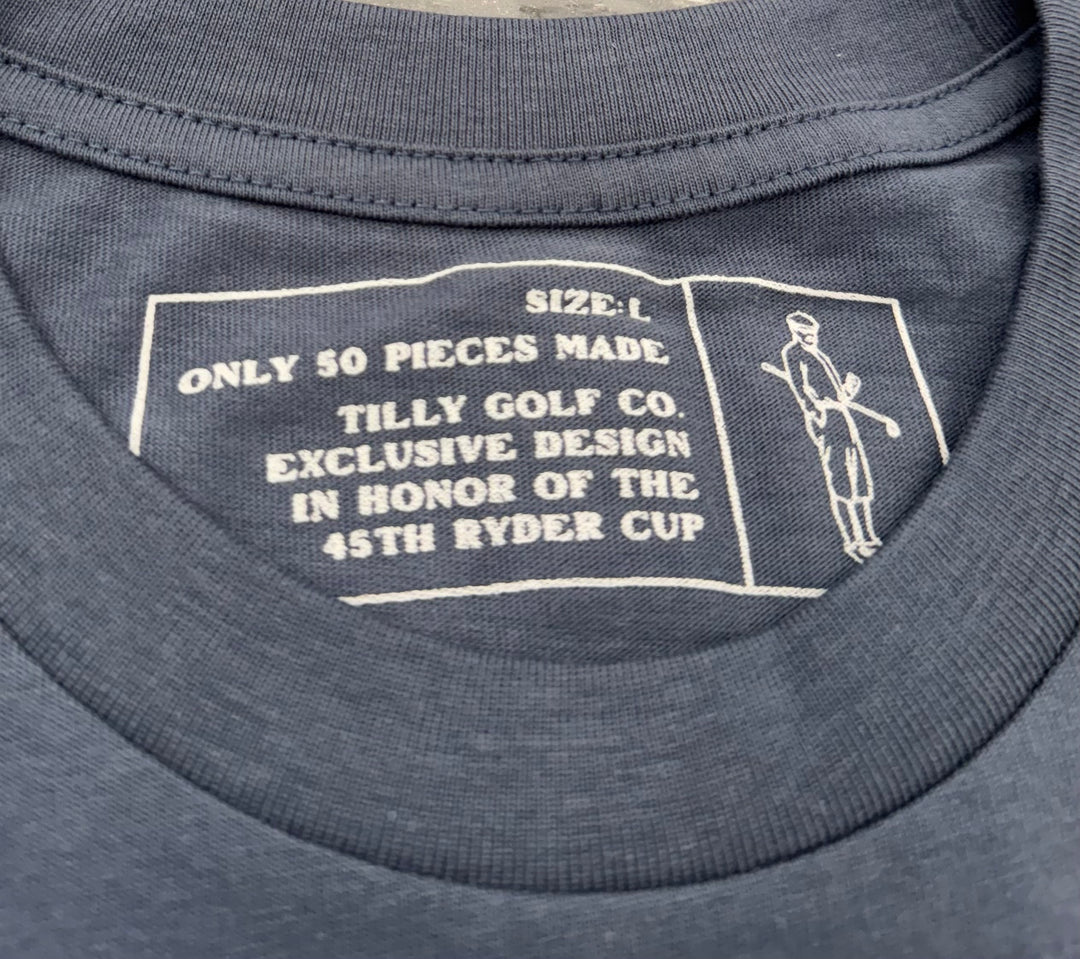 SIZE: L
ONLY 50 PIECES MADE
TILLY GOLF CO.
EXCLUSIVE DESIGN
IN HONOR OF THE
45TH RYDER CUP